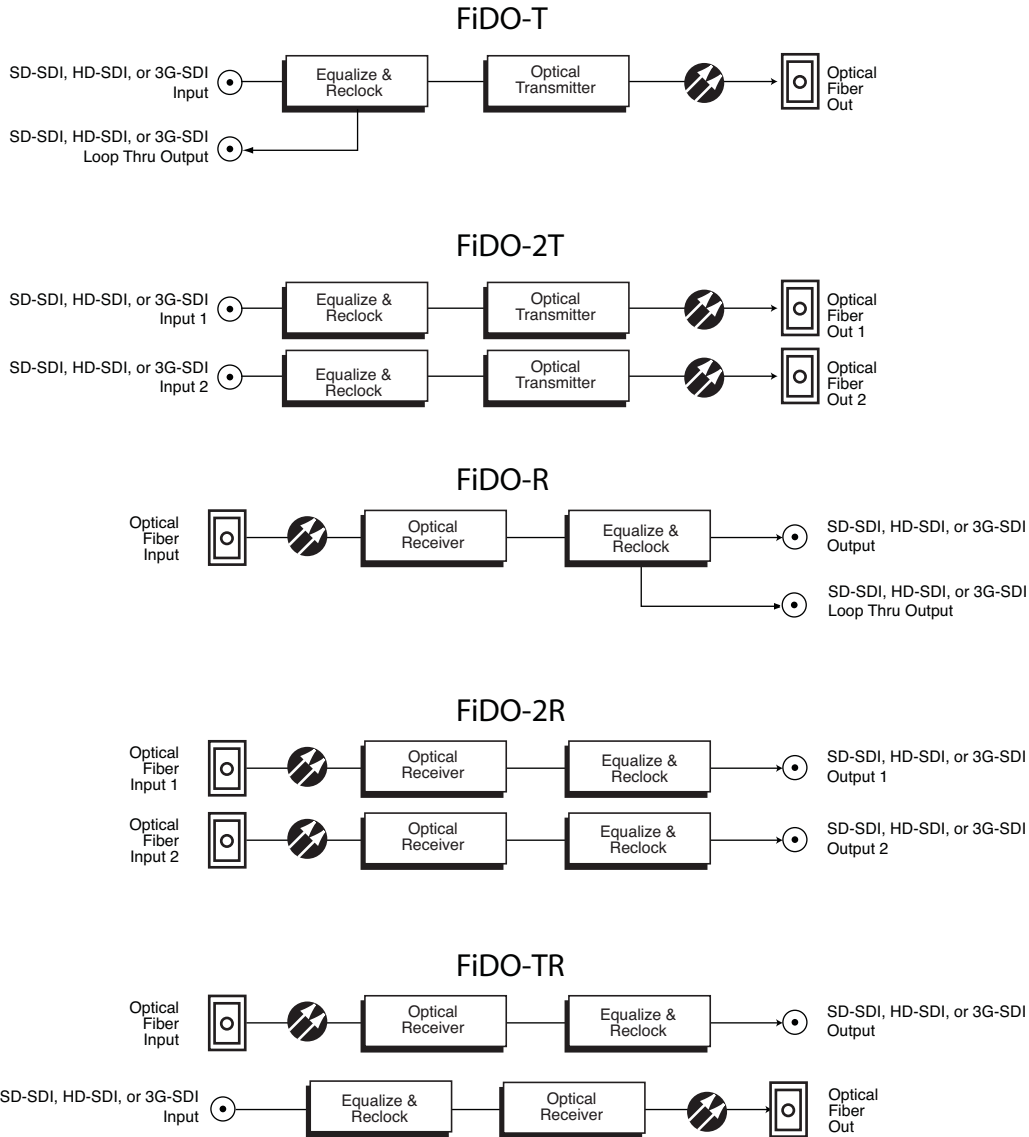 FiDO-T
SD-SDI, HD-SDI, or 3G-SDI
Input
Equalize &
Reclock
Optical
Transmitter
Optical
Fiber
Out
SD-SDI, HD-SDI, or 3G-SDI
Loop Thru Output
FiDO-2T
SD-SDI, HD-SDI, or 3G-SDI
Input 1
Equalize &
Reclock
Optical
Transmitter
Optical
Fiber
Out 1
SD-SDI, HD-SDI, or 3G-SDI
Input 2
Equalize &
Reclock
Optical
Transmitter
Optical
Fiber
Out 2
FiDO-R
Optical
Fiber
Input
Optical
Receiver
Equalize &
Reclock
SD-SDI, HD-SDI, or 3G-SDI
Output
SD-SDI, HD-SDI, or 3G-SDI
Loop Thru Output
FiDO-2R
Optical
Fiber
Input 1
Optical
Receiver
Equalize &
Reclock
SD-SDI, HD-SDI, or 3G-SDI
Output 1
Optical
Fiber
Input 2
Optical
Receiver
Equalize &
Reclock
SD-SDI, HD-SDI, or 3G-SDI
Output 2
FiDO-TR
Optical
Fiber
Input
Optical
Receiver
Equalize &
Reclock
SD-SDI, HD-SDI, or 3G-SDI
Output
SD-SDI, HD-SDI, or 3G-SDI
Input
Equalize &
Reclock
Optical
Receiver
Optical
Fiber
Out